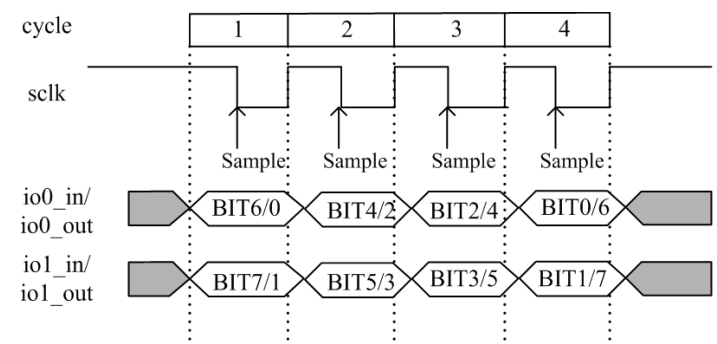 cycle 1 2 3 4
sclk
Sample Sample Sample Sample
io0_in/
io0_out
BIT6/0 BIT4/2 BIT2/4 BIT0/6
io1_in/
io1_out
BIT7/1 BIT5/3 BIT3/5 BIT1/7